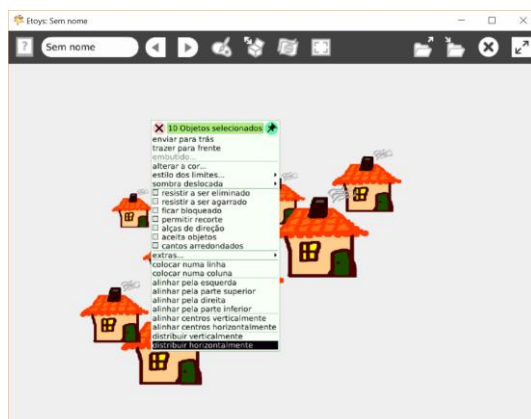 Etoys: Sem nome
?
Sem nome
10 Objetos selecionados
enviar para trás
trazer para frente
embutido...
alterar a cor...
estilo dos limites...
sombra deslocada
resistir a ser eliminado
resistir a ser agarrado
ficar bloqueado
permitir recorte
alças de direção
aceita objetos
cantos arredondados
extras...
colocar numa linha
colocar numa coluna
alinhar pela esquerda
alinhar pela parte superior
alinhar pela direita
alinhar pela parte inferior
alinhar centros verticalmente
alinhar centros horizontalmente
distribuir verticalmente
distribuir horizontalmente